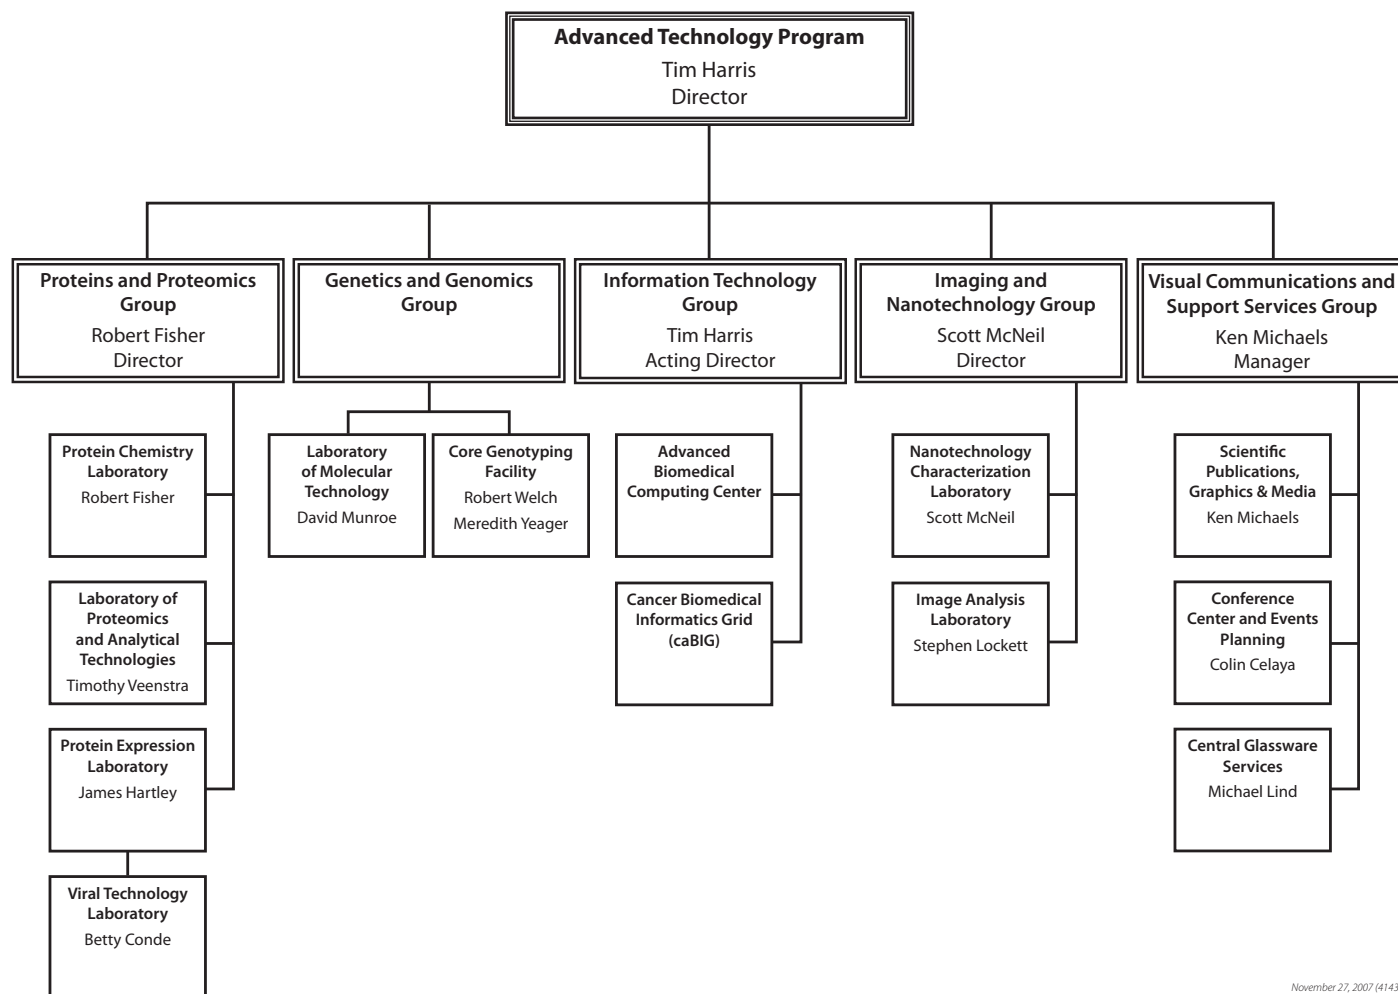 Advanced Technology Program
Tim Harris
Director
Proteins and Proteomics
Group
Robert Fisher
Director
Genetics and Genomics
Group
Information Technology
Group
Tim Harris
Acting Director
Imaging and
Nanotechnology Group
Scott McNeil
Director
Visual Communications and
Support Services Group
Ken Michaels
Manager
Protein Chemistry
Laboratory
Robert Fisher
Laboratory
of Molecular
Technology
David Munroe
Core Genotyping
Facility
Robert Welch
Meredith Yeager
Advanced
Biomedical
Computing Center
Nanotechnology
Characterization
Laboratory
Scott McNeil
Scientific
Publications,
Graphics & Media
Ken Michaels
Laboratory of
Proteomics
and Analytical
Technologies
Timothy Veenstra
Cancer Biomedical
Informatics Grid
(caBIG)
Image Analysis
Laboratory
Stephen Lockett
Conference
Center and Events
Planning
Colin Celaya
Protein Expression
Laboratory
James Hartley
Central Glassware
Services
Michael Lind
Viral Technology
Laboratory
Betty Conde
November 27, 2007 (4143